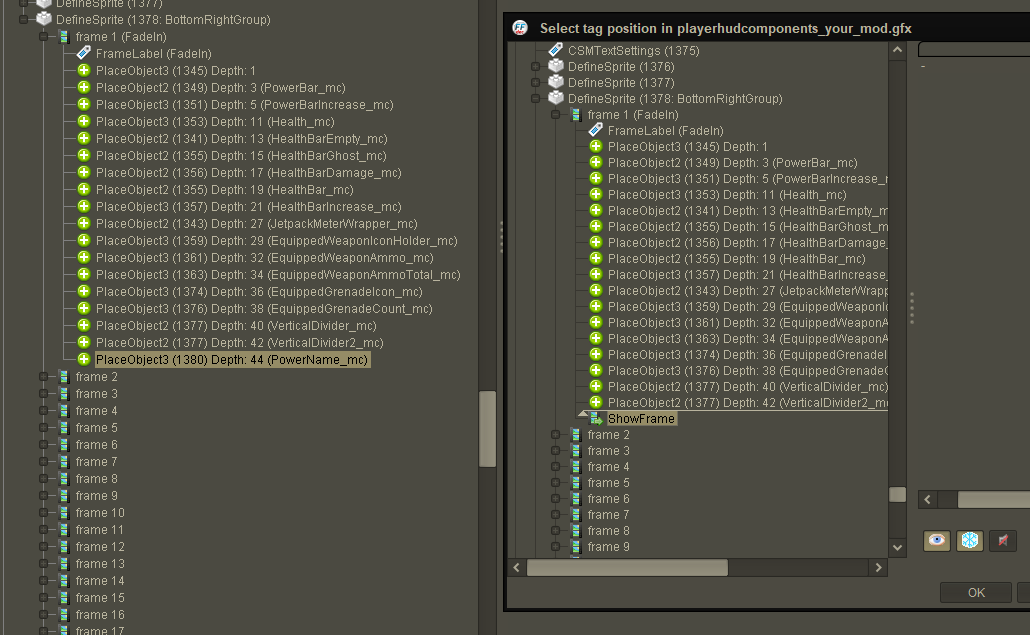 DefineSprite (1377)
DefineSprite (1378: BottomRightGroup)
frame 1 (FadeIn)
FrameLabel (FadeIn)
PlaceObject3 (1345) Depth: 1
PlaceObject2 (1349) Depth: 3 (PowerBar_mc)
PlaceObject3 (1351) Depth: 5 (PowerBarIncrease_mc)
PlaceObject3 (1353) Depth: 11 (Health_mc)
PlaceObject2 (1341) Depth: 13 (HealthBarEmpty_mc)
PlaceObject2 (1355) Depth: 15 (HealthBarGhost_mc)
PlaceObject2 (1356) Depth: 17 (HealthBarDamage_mc)
PlaceObject2 (1355) Depth: 19 (HealthBar_mc)
PlaceObject3 (1357) Depth: 21 (HealthBarIncrease_mc)
PlaceObject2 (1343) Depth: 27 (JetpackMeterWrapper_mc)
PlaceObject3 (1359) Depth: 29 (EquippedWeaponIconHolder_mc)
PlaceObject3 (1361) Depth: 32 (EquippedWeaponAmmo_mc)
PlaceObject3 (1363) Depth: 34 (EquippedWeaponAmmoTotal_mc)
PlaceObject3 (1374) Depth: 36 (EquippedGrenadeIcon_mc)
PlaceObject3 (1376) Depth: 38 (EquippedGrenadeCount_mc)
PlaceObject2 (1377) Depth: 40 (VerticalDivider_mc)
PlaceObject2 (1377) Depth: 42 (VerticalDivider2_mc)
PlaceObject3 (1380) Depth: 44 (PowerName_mc)
frame 2
frame 3
frame 4
frame 5
frame 6
frame 7
frame 8
frame 9
frame 10
frame 11
frame 12
frame 13
frame 14
frame 15
frame 16
frame 17
Select tag position in playerhudcomponents_your_mod.gfx
CSMTextSettings (1375)
DefineSprite (1376)
DefineSprite (1377)
DefineSprite (1378: BottomRightGroup)
frame 1 (FadeIn)
FrameLabel (FadeIn)
PlaceObject3 (1345) Depth: 1
PlaceObject2 (1349) Depth: 3 (PowerBar_mc)
PlaceObject3 (1351) Depth: 5 (PowerBarIncrease_m
PlaceObject3 (1353) Depth: 11 (Health_mc)
PlaceObject2 (1341) Depth: 13 (HealthBarEmpty_m
PlaceObject2 (1355) Depth: 15 (HealthBarGhost_m
PlaceObject2 (1356) Depth: 17 (HealthBarDamage_
PlaceObject2 (1355) Depth: 19 (HealthBar_mc)
PlaceObject3 (1357) Depth: 21 (HealthBarIncrease_
PlaceObject2 (1343) Depth: 27 (JetpackMeterWrapp
PlaceObject3 (1359) Depth: 29 (EquippedWeaponIc
PlaceObject3 (1361) Depth: 32 (EquippedWeaponA
PlaceObject3 (1363) Depth: 34 (EquippedWeaponA
PlaceObject3 (1374) Depth: 36 (EquippedGrenadeI
PlaceObject3 (1376) Depth: 38 (EquippedGrenadeC
PlaceObject2 (1377) Depth: 40 (VerticalDivider_mc)
PlaceObject2 (1377) Depth: 42 (VerticalDivider2_m
ShowFrame
frame 2
frame 3
frame 4
frame 5
frame 6
frame 7
frame 8
frame 9
-
OK